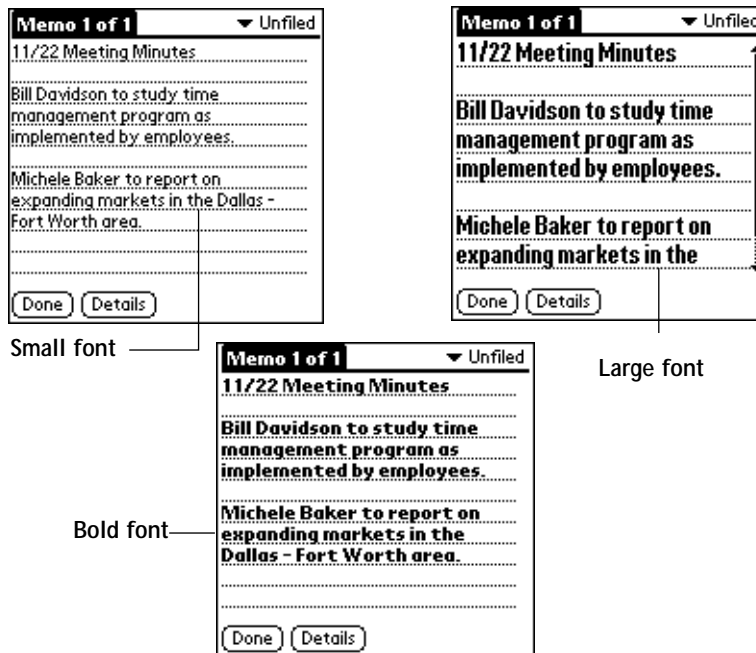 Memo 1 of 1 Unfiled
11/22 Meeting Minutes
Bill Davidson to study time
management program as
implemented by employees.
Michele Baker to report on
expanding markets in the Dallas -
Fort Worth area.
Done Details
Small font
Memo 1 of 1 Unfiled
11/22 Meeting Minutes
Bill Davidson to study time
management program as
implemented by employees.
Michele Baker to report on
expanding markets in the
Done Details
Large font
Memo 1 of 1 Unfiled
11/22 Meeting Minutes
Bill Davidson to study time
management program as
implemented by employees.
Michele Baker to report on
expanding markets in the
Dallas - Fort Worth area.
Done Details
Bold font